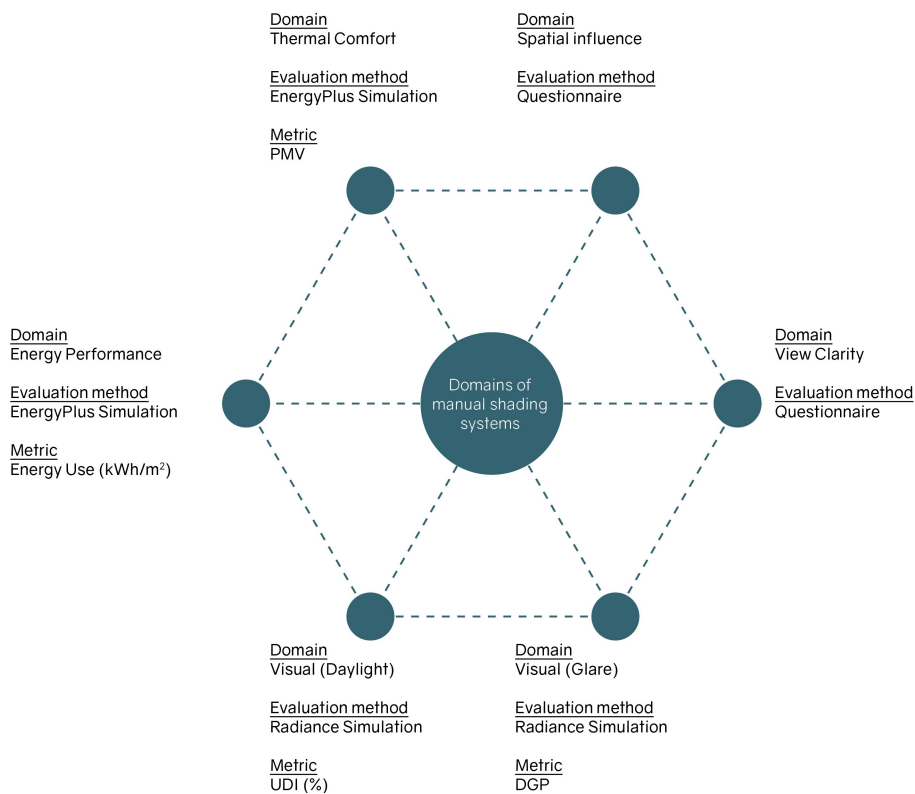 Domain
Thermal Comfort
Evaluation method
EnergyPlus Simulation
Metric
PMV
Domain
Spatial influence
Evaluation method
Questionnaire
Domain
Energy Performance
Evaluation method
EnergyPlus Simulation
Metric
Energy Use (kWh/m²)
Domains of
manual shading
systems
Domain
View Clarity
Evaluation method
Questionnaire
Domain
Visual (Daylight)
Evaluation method
Radiance Simulation
Metric
UDI (%)
Domain
Visual (Glare)
Evaluation method
Radiance Simulation
Metric
DGP